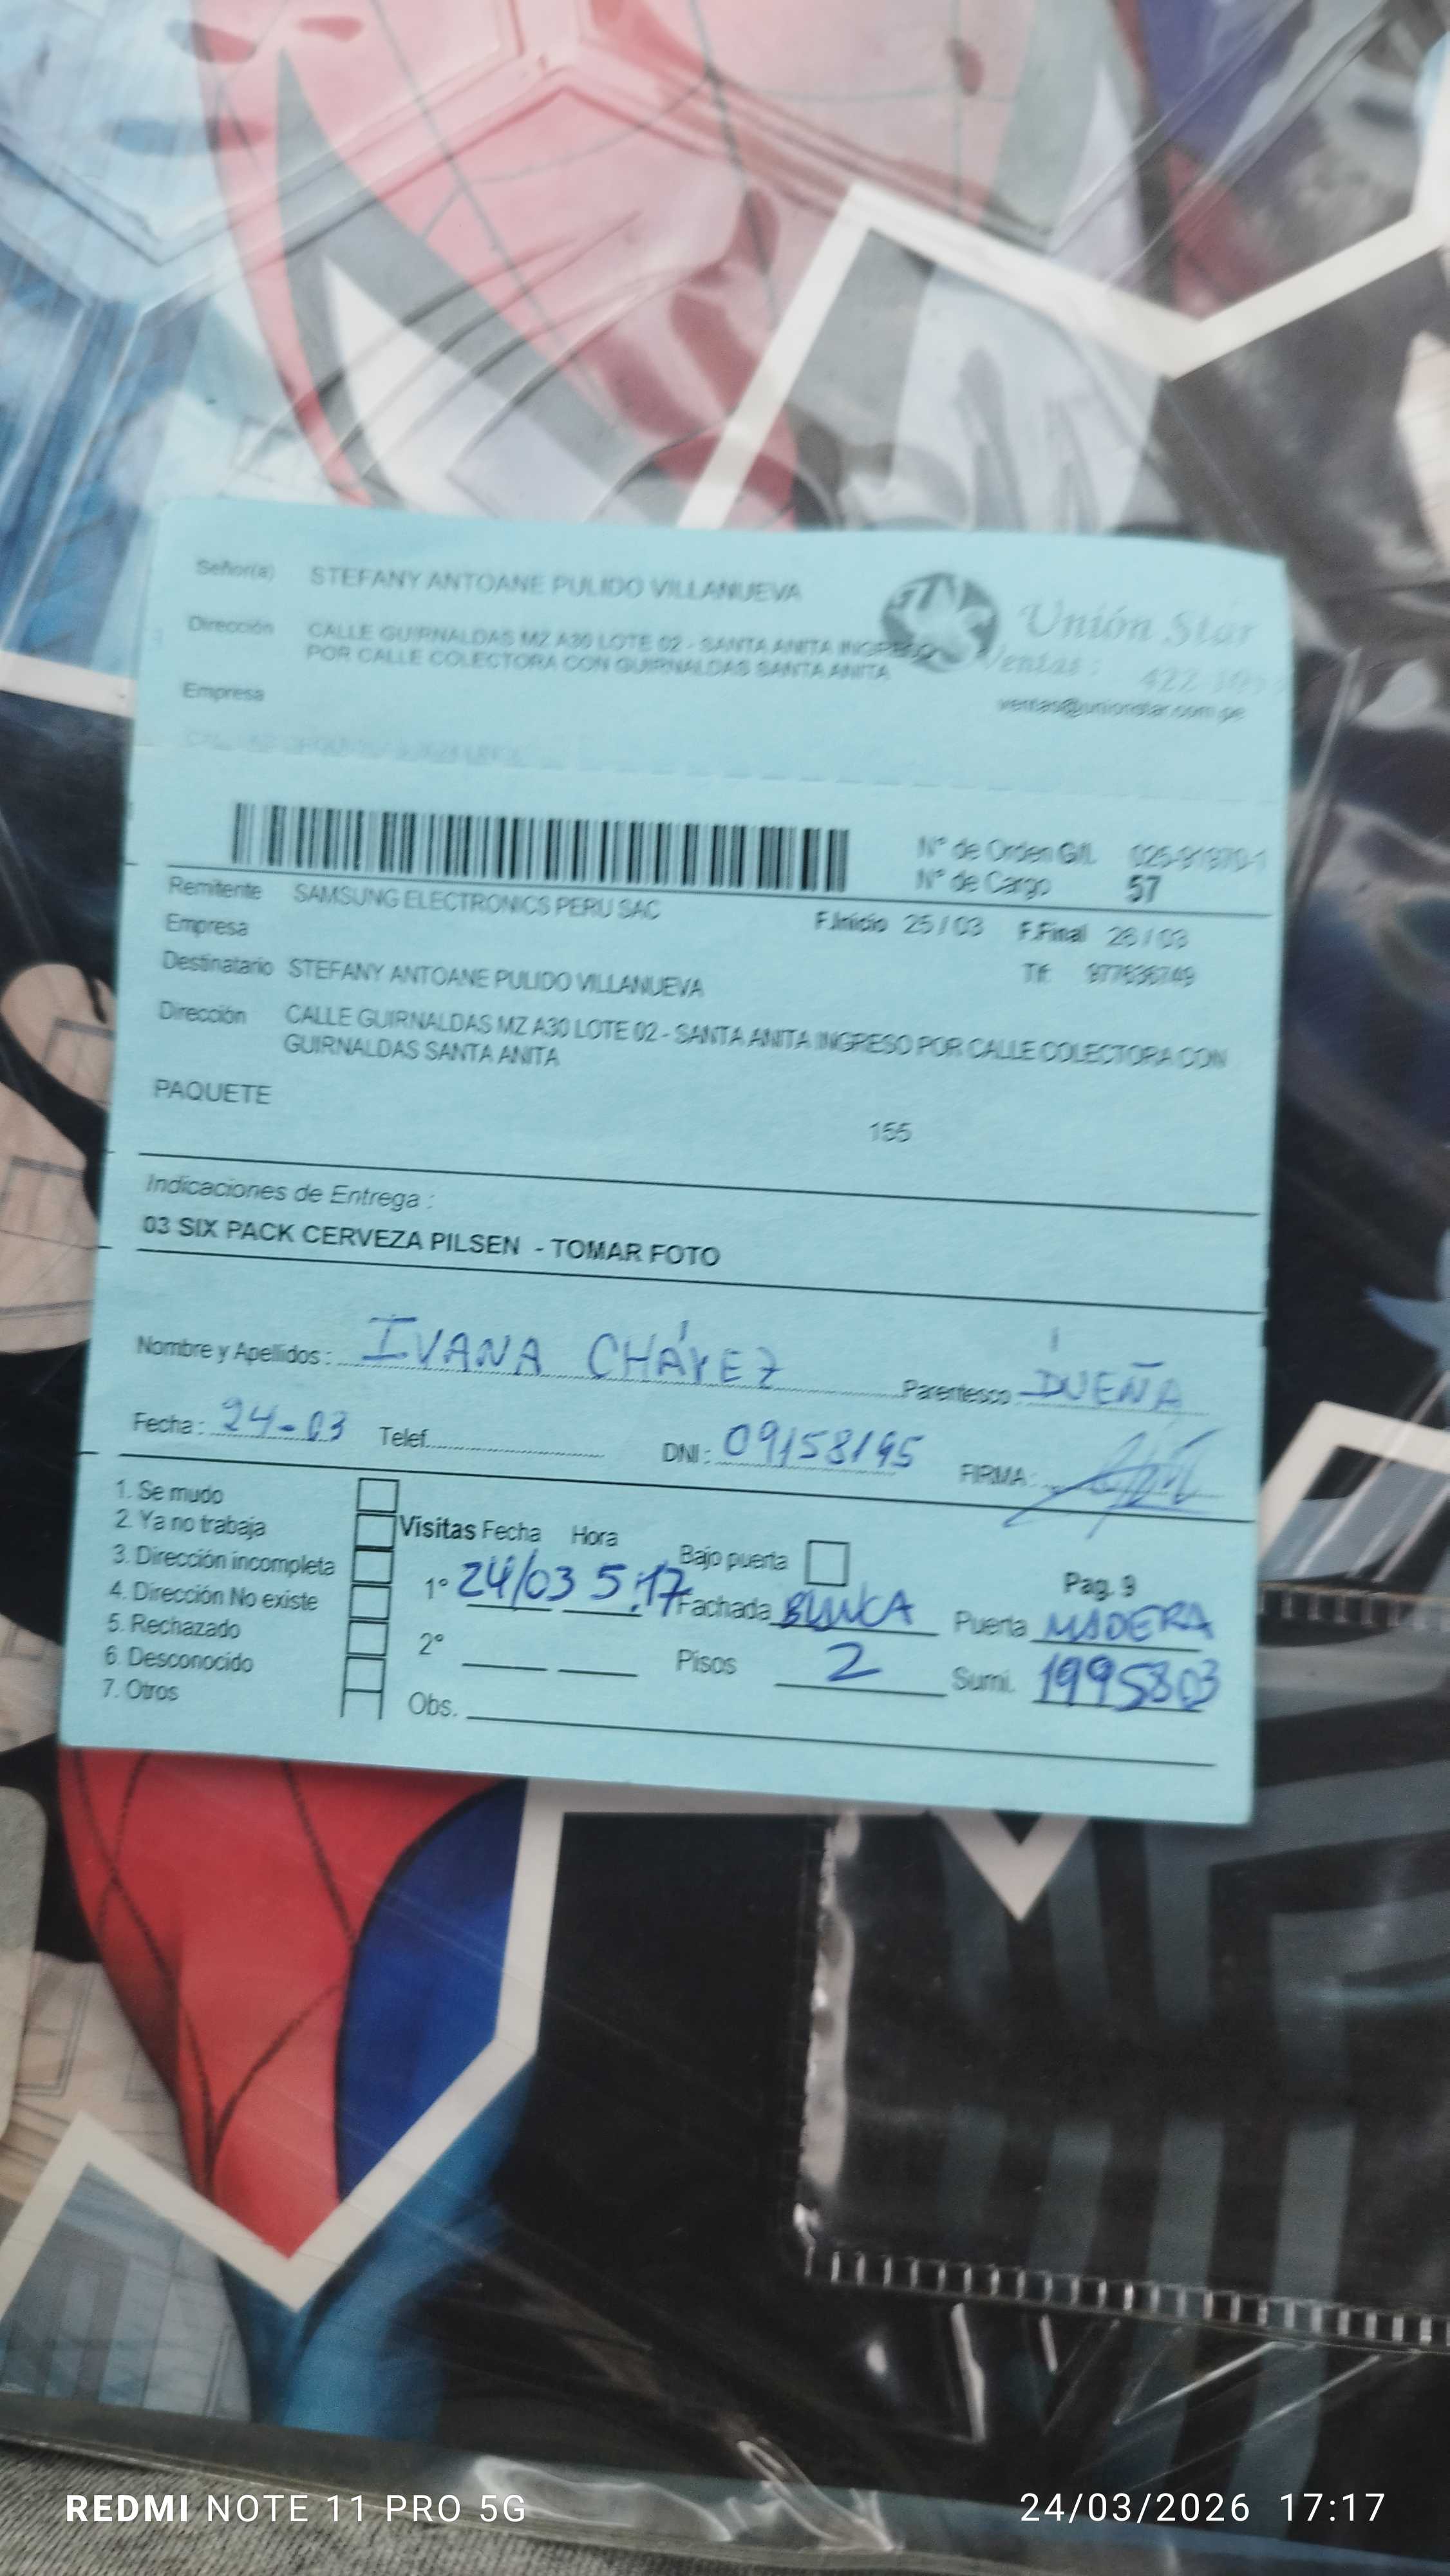 Señor(a) STEFANY ANTOANE PULIDO VILLANUEVA
Unión Star
Dirección CALLE GUIRNALDAS MZ A30 LOTE 02 - SANTA ANITA INGRESO
POR CALLE COLECTORA CON GUIRNALDAS SANTA ANITA
Ventas : 422
Empresa
ventas@unionstar.com.pe
Nº de Orden G/L
Nº de Cargo 57
Remitente SAMSUNG ELECTRONICS PERU SAC
F.Inicio 25 / 03 F.Final 28 / 03
Empresa
Destinatario STEFANY ANTOANE PULIDO VILLANUEVA
Tlf.
Dirección CALLE GUIRNALDAS MZ A30 LOTE 02 - SANTA ANITA INGRESO POR CALLE COLECTORA CON
GUIRNALDAS SANTA ANITA
PAQUETE
155
Indicaciones de Entrega :
03 SIX PACK CERVEZA PILSEN - TOMAR FOTO
Nombre y Apellidos : IVANA CHÁVEZ Parentesco DUEÑA
Fecha : 24-03 Telef. DNI : 09158195 FIRMA :
1. Se mudo
2. Ya no trabaja
3. Dirección incompleta
4. Dirección No existe
5. Rechazado
6. Desconocido
7. Otros
Visitas Fecha Hora Bajo puerta Pag. 9
1º 24/03 5:17 Fachada BLANCA Puerta MADERA
2º Pisos 2 Sumi. 1995803
Obs.
REDMI NOTE 11 PRO 5G 24/03/2026 17:17